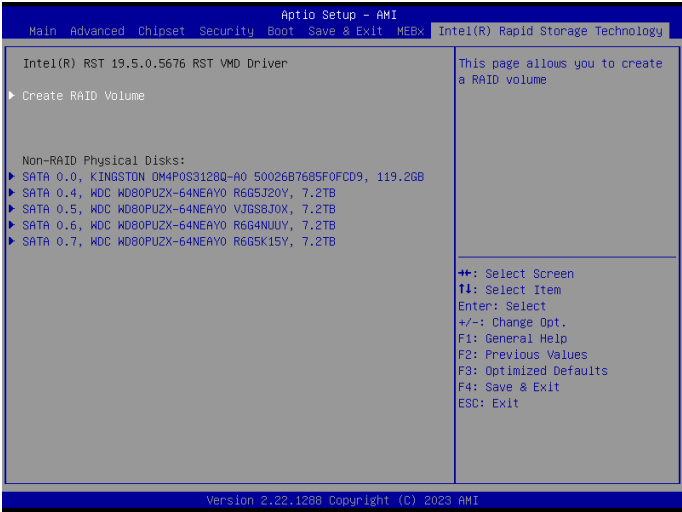 Aptio Setup – AMI
Main Advanced Chipset Security Boot Save & Exit MEBx Intel(R) Rapid Storage Technology
Intel(R) RST 19.5.0.5676 RST VMD Driver
Create RAID Volume
Non-RAID Physical Disks:
SATA 0.0, KINGSTON OM4P0S3128Q-A0 50026B7685F0FCD9, 119.2GB
SATA 0.4, WDC WD80PUZX-64NEAY0 R6G5J20Y, 7.2TB
SATA 0.5, WDC WD80PUZX-64NEAY0 VJGS8J0X, 7.2TB
SATA 0.6, WDC WD80PUZX-64NEAY0 R6G4NUUY, 7.2TB
SATA 0.7, WDC WD80PUZX-64NEAY0 R6G5K15Y, 7.2TB
This page allows you to create
a RAID volume
→←: Select Screen
↑↓: Select Item
Enter: Select
+/-: Change Opt.
F1: General Help
F2: Previous Values
F3: Optimized Defaults
F4: Save & Exit
ESC: Exit
Version 2.22.1288 Copyright (C) 2023 AMI